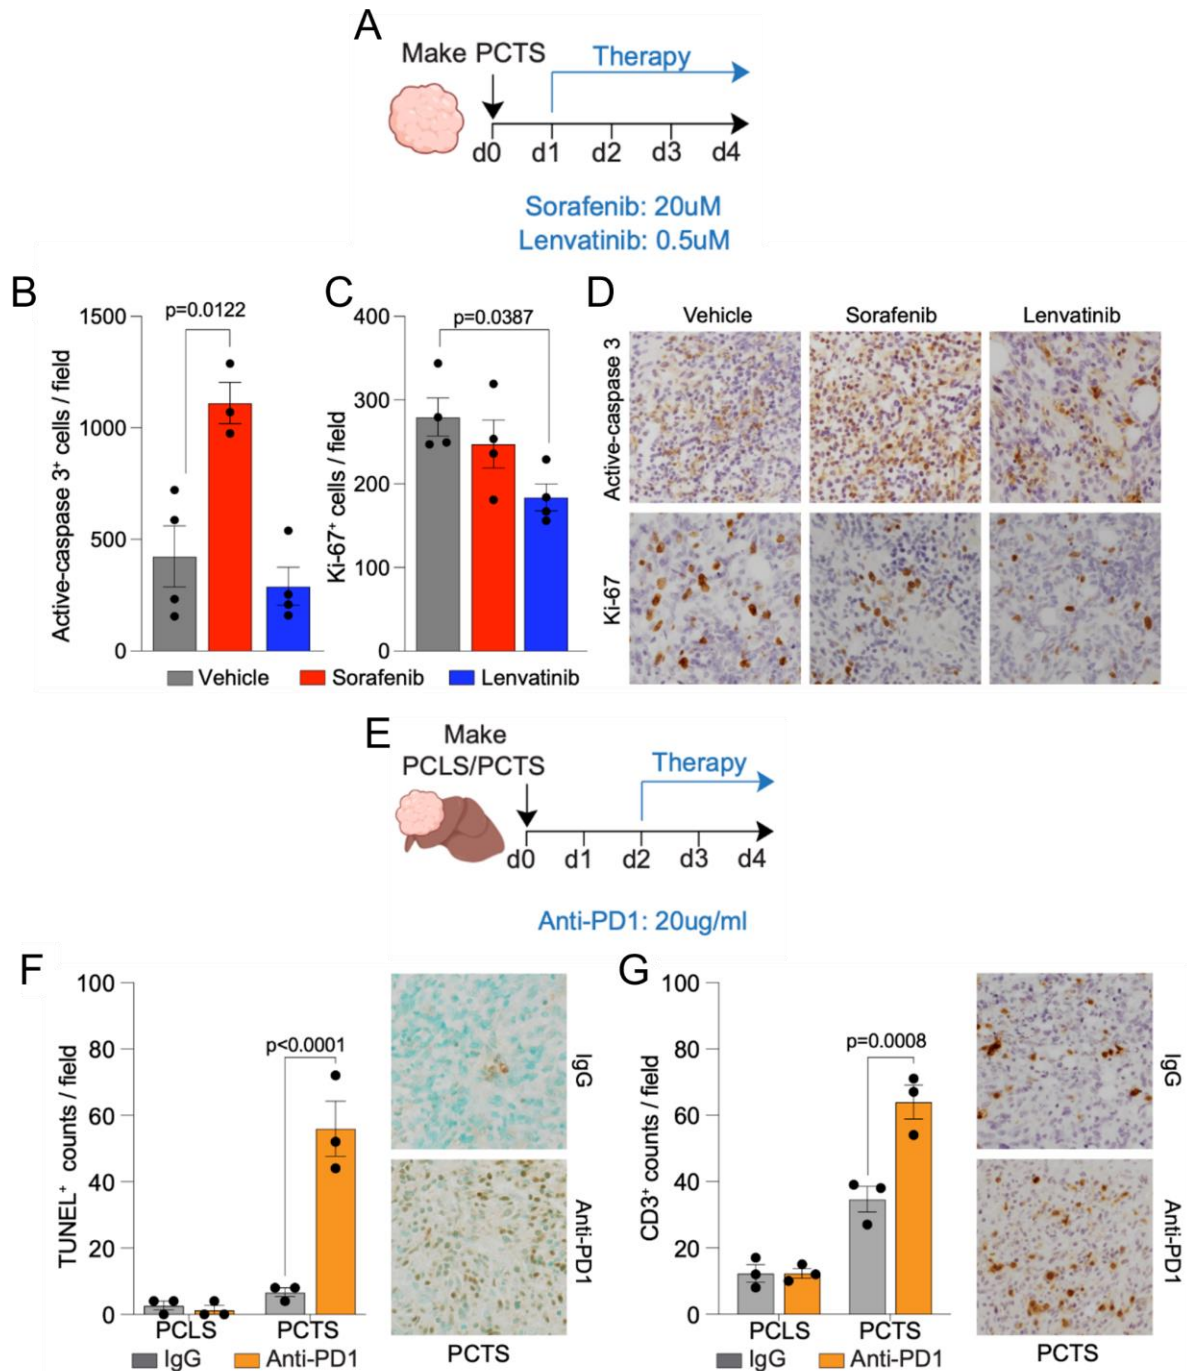 A
Make PCTS
Therapy
d0 d1 d2 d3 d4
Sorafenib: 20uM
Lenvatinib: 0.5uM
B
Active-caspase 3⁺ cells / field
1500
1000
500
0
p=0.0122
C
Ki-67⁺ cells / field
400
300
200
100
0
p=0.0387
Vehicle Sorafenib Lenvatinib
D
Vehicle Sorafenib Lenvatinib
Active-caspase 3
Ki-67
E
Make
PCLS/PCTS
Therapy
d0 d1 d2 d3 d4
Anti-PD1: 20ug/ml
F
TUNEL⁺ counts / field
100
80
60
40
20
0
p<0.0001
PCLS PCTS
IgG Anti-PD1
IgG
Anti-PD1
PCTS
G
CD3⁺ counts / field
100
80
60
40
20
0
p=0.0008
PCLS PCTS
IgG Anti-PD1
IgG
Anti-PD1
PCTS